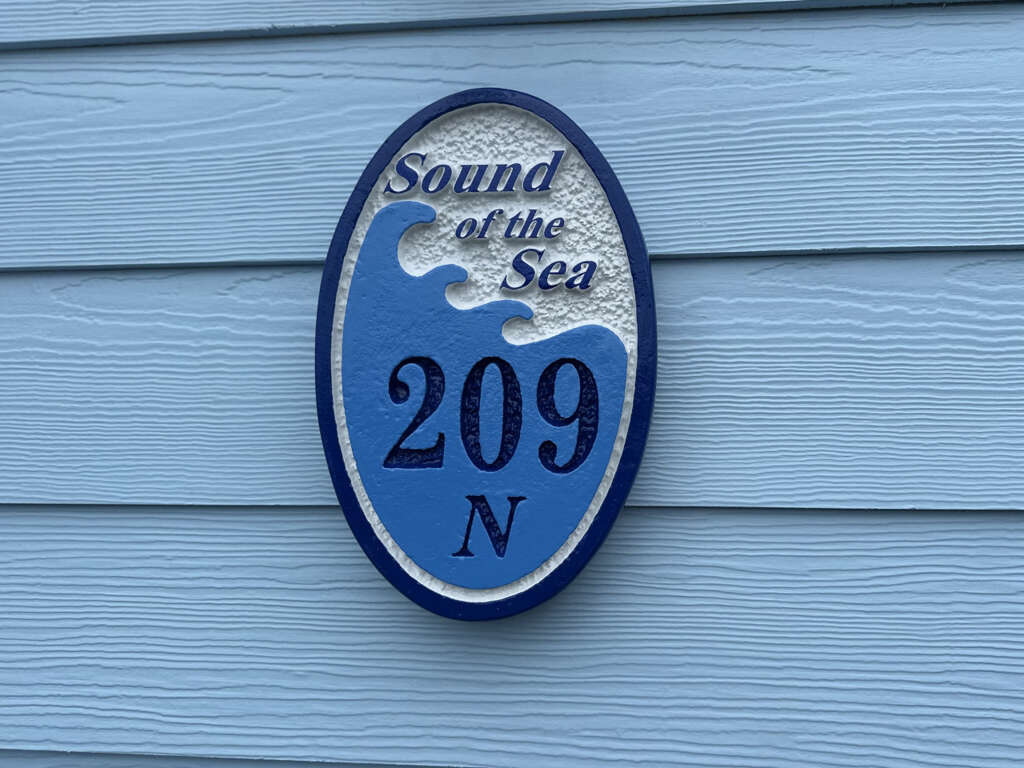 Sound
of the
Sea
209
N